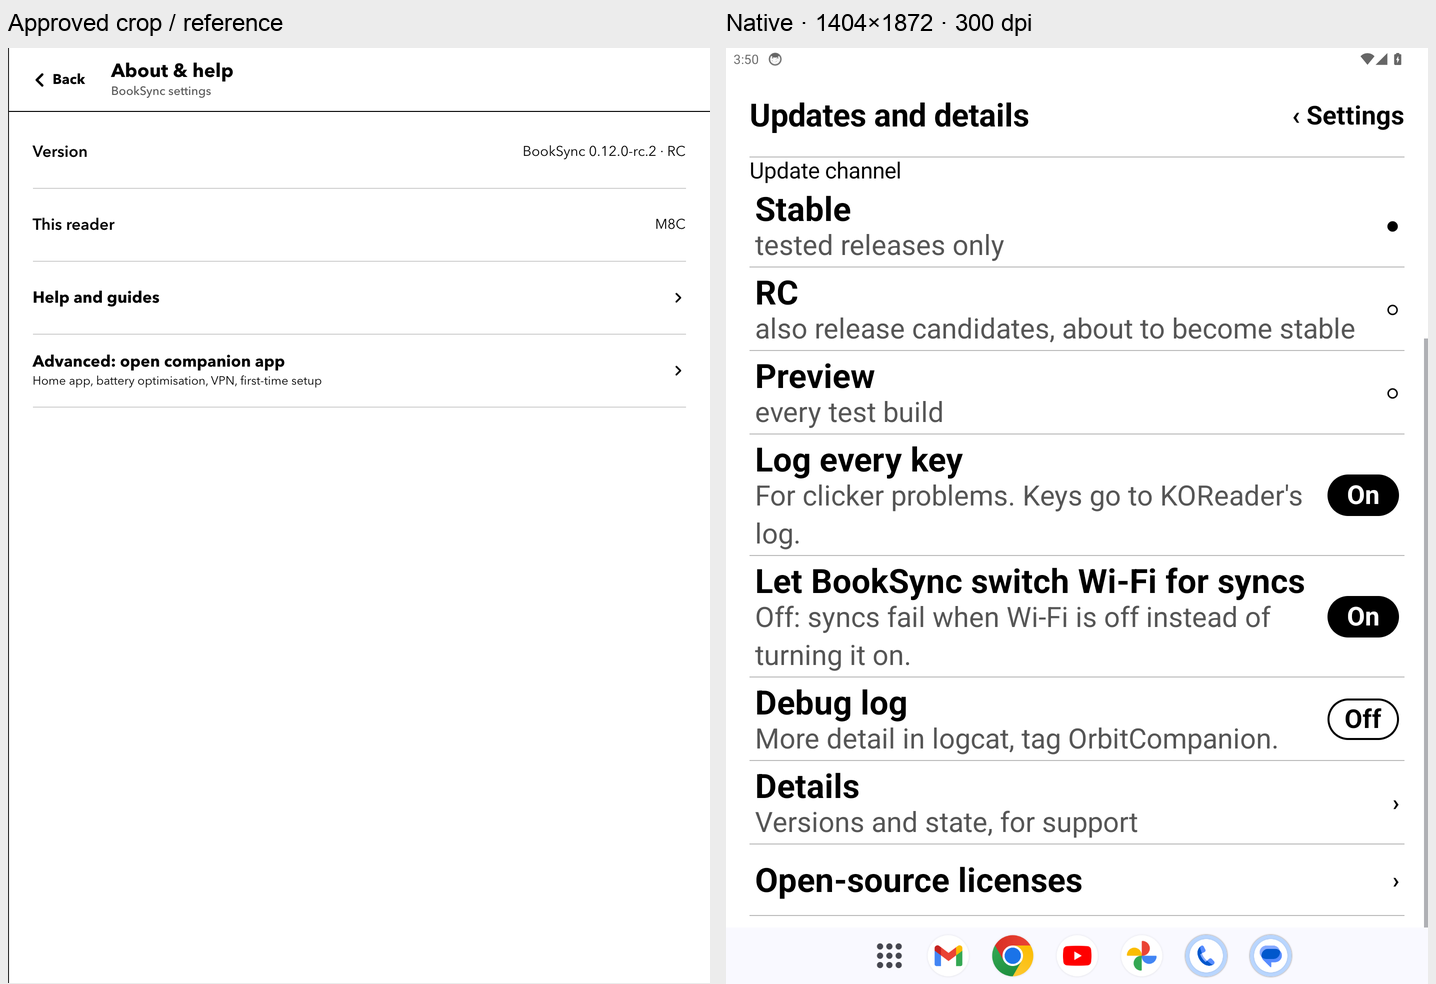 Approved crop / reference
Back
About & help
BookSync settings
Version
BookSync 0.12.0-rc.2 · RC
This reader
M8C
Help and guides
Advanced: open companion app
Home app, battery optimisation, VPN, first-time setup
Native · 1404×1872 · 300 dpi
3:50
Updates and details
‹ Settings
Update channel
Stable
tested releases only
RC
also release candidates, about to become stable
Preview
every test build
Log every key
For clicker problems. Keys go to KOReader's
log.
On
Let BookSync switch Wi-Fi for syncs
Off: syncs fail when Wi-Fi is off instead of
turning it on.
On
Debug log
More detail in logcat, tag OrbitCompanion.
Off
Details
Versions and state, for support
Open-source licenses